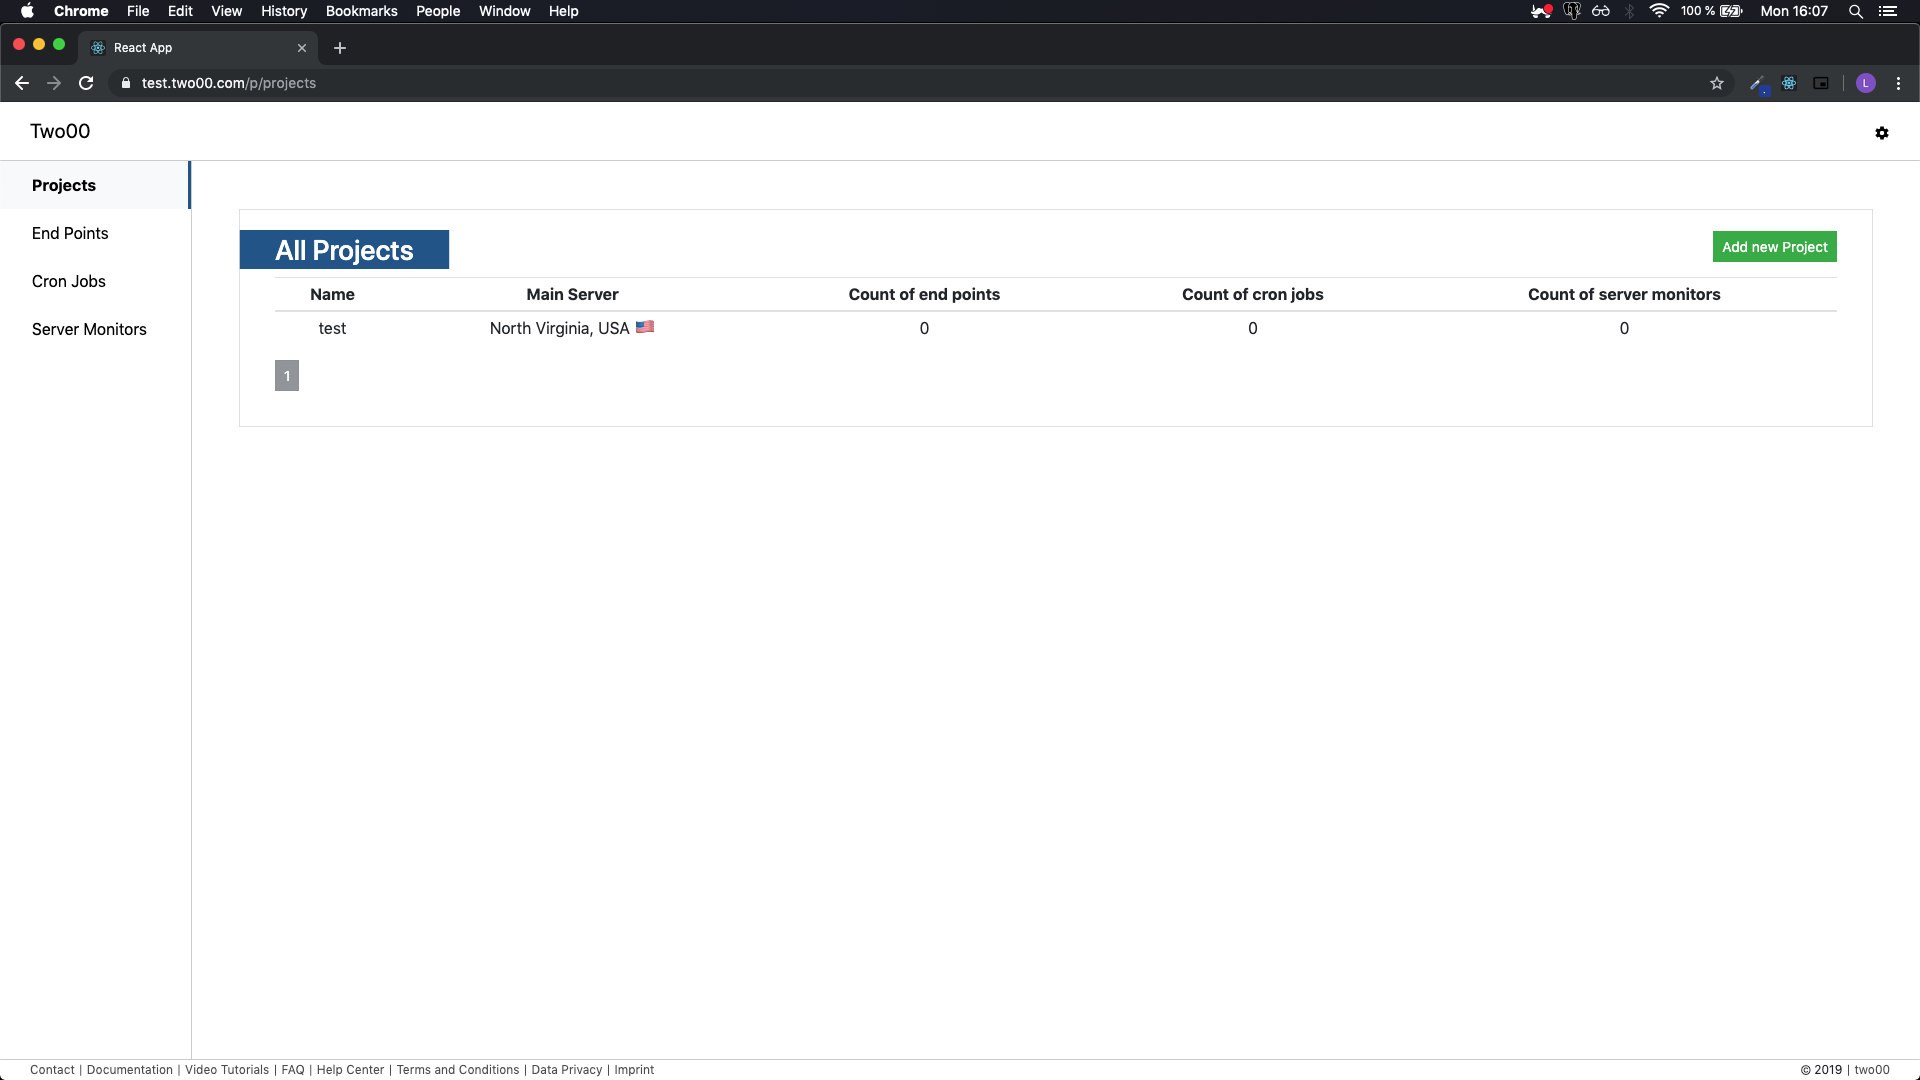 Chrome File Edit View History Bookmarks People Window Help 100 % Mon 16:07
React App
test.two00.com/p/projects L
Two00
Projects
End Points
Cron Jobs
Server Monitors
All Projects
Add new Project
Name Main Server Count of end points Count of cron jobs Count of server monitors
test North Virginia, USA 🇺🇸 0 0 0
1
Contact | Documentation | Video Tutorials | FAQ | Help Center | Terms and Conditions | Data Privacy | Imprint
© 2019 | two00